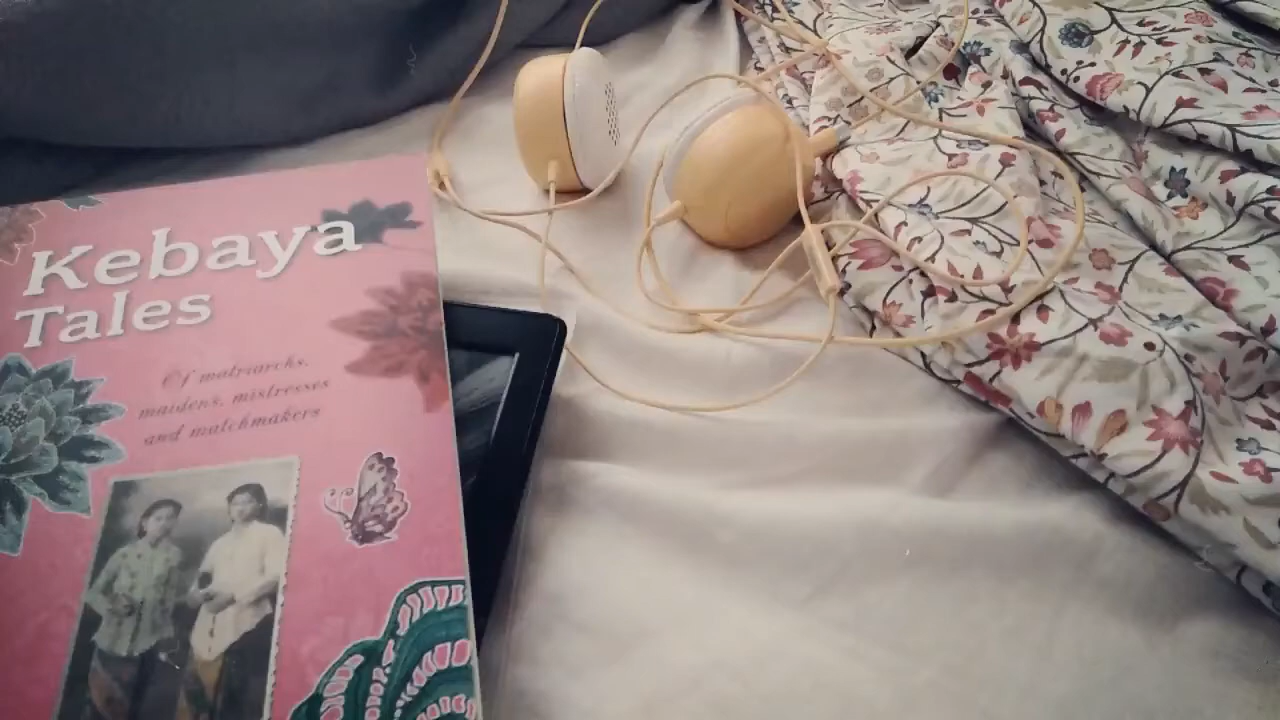 Kebaya
Tales
Of matriarchs,
maidens, mistresses
and matchmakers